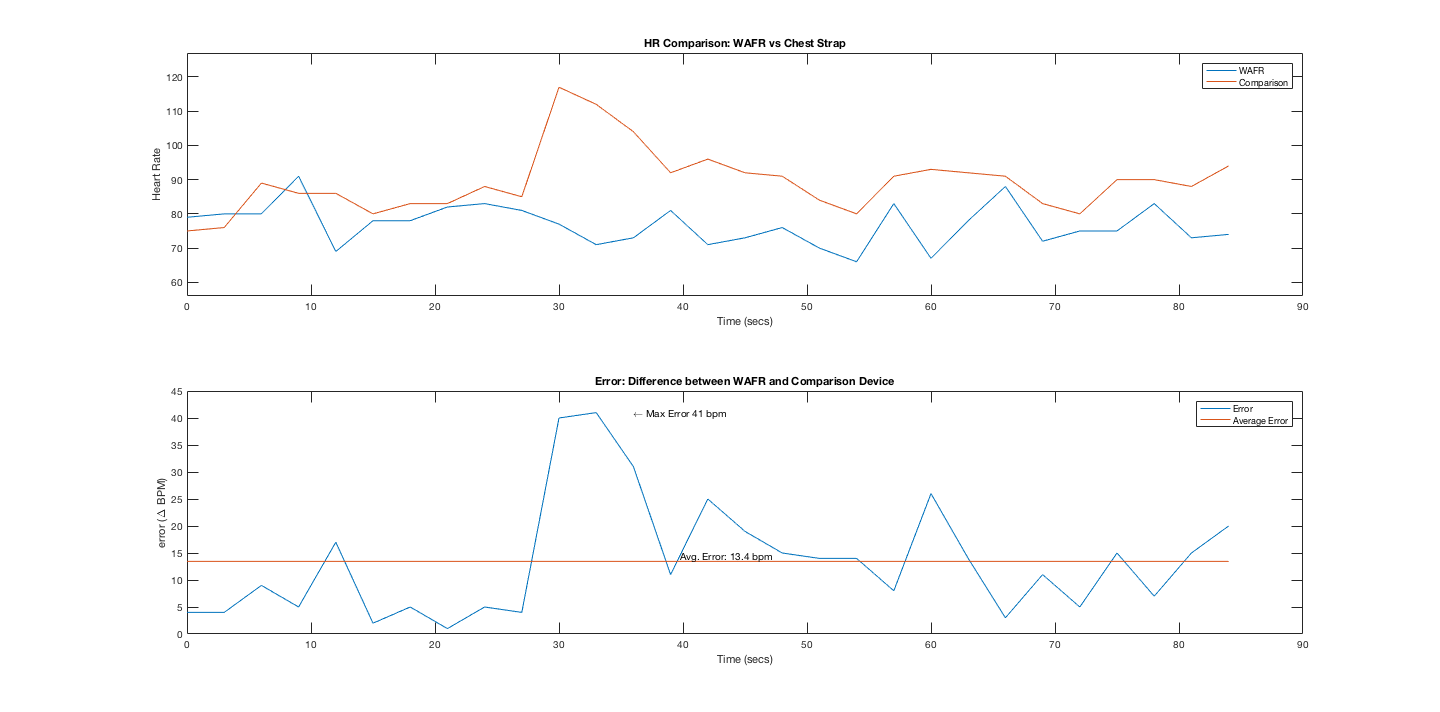 HR Comparison: WAFR vs Chest Strap
WAFR
Comparison
Heart Rate
120
110
100
90
80
70
60
0 10 20 30 40 50 60 70 80 90
Time (secs)
Error: Difference between WAFR and Comparison Device
Error
Average Error
error (Δ BPM)
45
40
35
30
25
20
15
10
5
0
← Max Error 41 bpm
Avg. Error: 13.4 bpm
0 10 20 30 40 50 60 70 80 90
Time (secs)